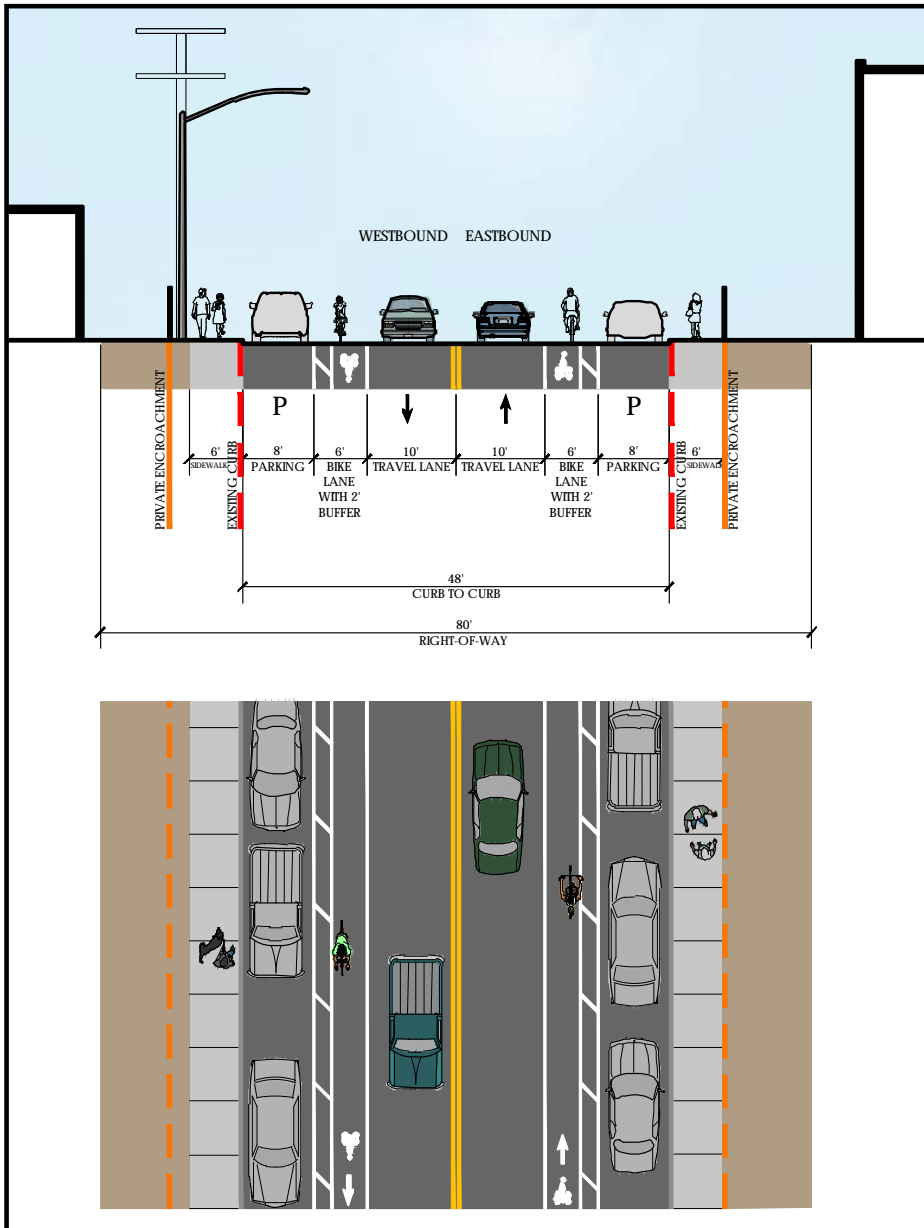 WESTBOUND EASTBOUND
P P
6' 8' 6' 10' 10' 6' 8' 6'
SIDEWALK PARKING BIKE TRAVEL LANE TRAVEL LANE BIKE PARKING SIDEWALK
LANE LANE
WITH 2' WITH 2'
BUFFER BUFFER
PRIVATE ENCROACHMENT
EXISTING CURB
EXISTING CURB
PRIVATE ENCROACHMENT
48'
CURB TO CURB
80'
RIGHT-OF-WAY